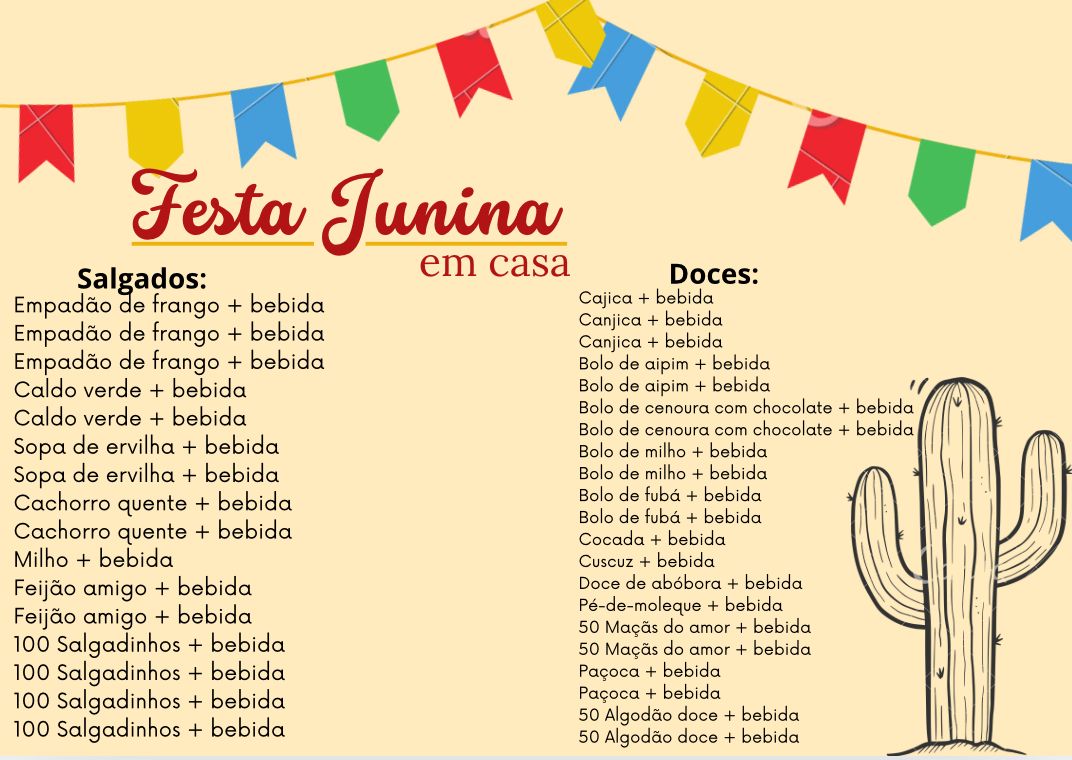 Festa Junina
em casa
Salgados:
Empadão de frango + bebida
Empadão de frango + bebida
Empadão de frango + bebida
Caldo verde + bebida
Caldo verde + bebida
Sopa de ervilha + bebida
Sopa de ervilha + bebida
Cachorro quente + bebida
Cachorro quente + bebida
Milho + bebida
Feijão amigo + bebida
Feijão amigo + bebida
100 Salgadinhos + bebida
100 Salgadinhos + bebida
100 Salgadinhos + bebida
100 Salgadinhos + bebida
Doces:
Cajica + bebida
Canjica + bebida
Canjica + bebida
Bolo de aipim + bebida
Bolo de aipim + bebida
Bolo de cenoura com chocolate + bebida
Bolo de cenoura com chocolate + bebida
Bolo de milho + bebida
Bolo de milho + bebida
Bolo de fubá + bebida
Bolo de fubá + bebida
Cocada + bebida
Cuscuz + bebida
Doce de abóbora + bebida
Pé-de-moleque + bebida
50 Maçãs do amor + bebida
50 Maçãs do amor + bebida
Paçoca + bebida
Paçoca + bebida
50 Algodão doce + bebida
50 Algodão doce + bebida